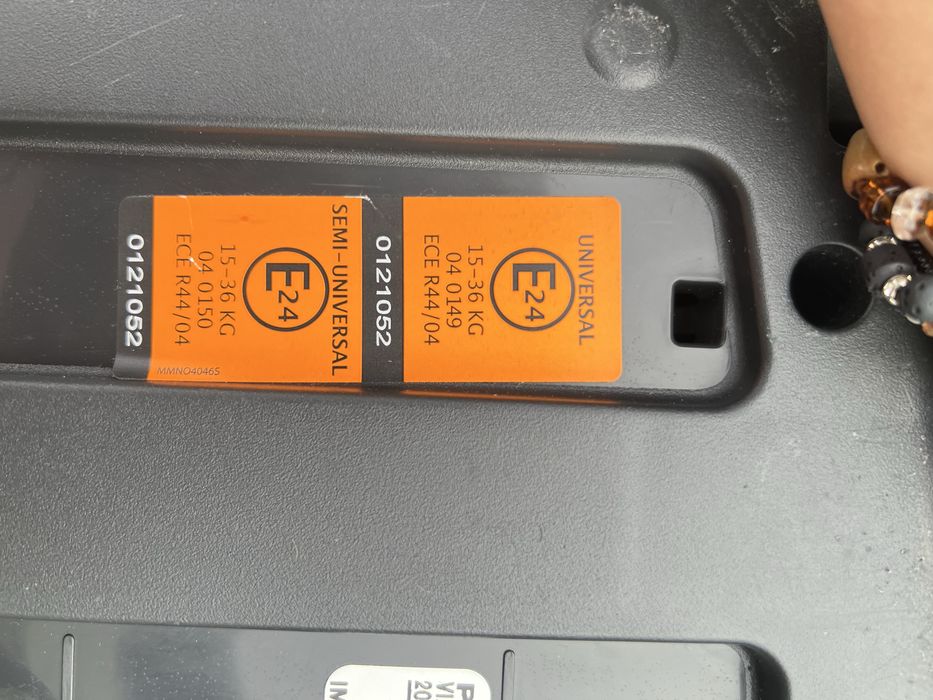 UNIVERSAL
E24
15-36 KG
04 0149
ECE R44/04
0121052
SEMI-UNIVERSAL
E24
15-36 KG
04 0150
ECE R44/04
0121052
MMNO4046S